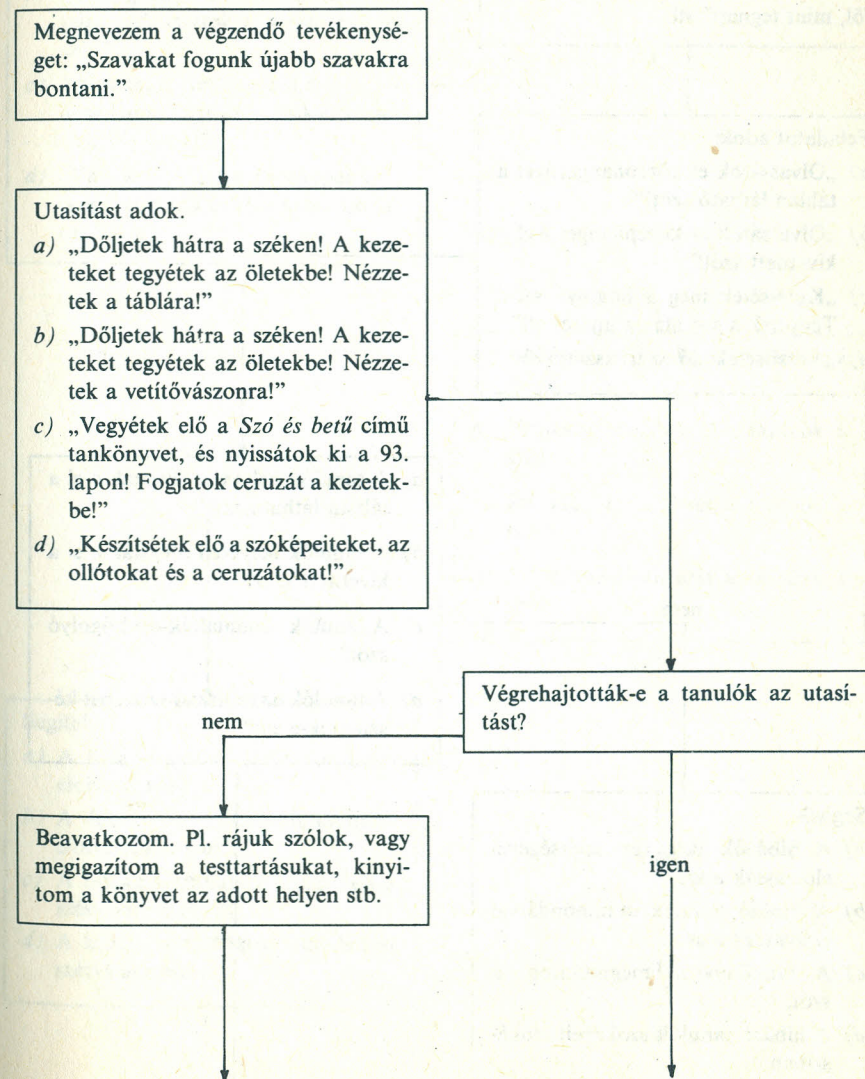 Megnevezem a végzendő tevékenysé-
get: „Szavakat fogunk újabb szavakra
bontani.”
Utasítást adok.
a) „Dőljetek hátra a széken! A keze-
teket tegyétek az öletekbe! Nézze-
tek a táblára!”
b) „Dőljetek hátra a széken! A keze-
teket tegyétek az öletekbe! Nézze-
tek a vetítővászonra!”
c) „Vegyétek elő a Szó és betű című
tankönyvet, és nyissátok ki a 93.
lapon! Fogjatok ceruzát a kezetek-
be!”
d) „Készítsétek elő a szóképeiteket, az
ollótokat és a ceruzátokat!”
Végrehajtották-e a tanulók az utasí-
tást?
nem
Beavatkozom. Pl. rájuk szólok, vagy
megigazítom a testtartásukat, kinyi-
tom a könyvet az adott helyen stb.
igen